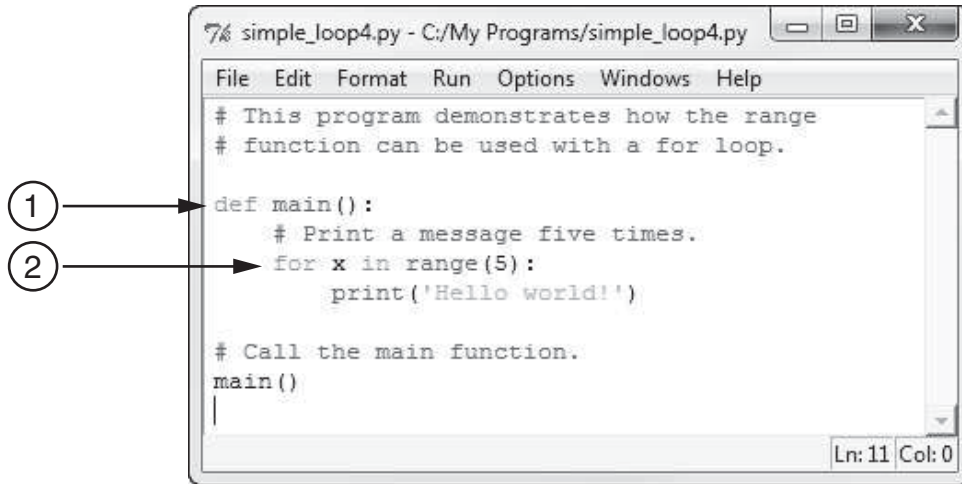 simple_loop4.py - C:/My Programs/simple_loop4.py
File Edit Format Run Options Windows Help
# This program demonstrates how the range
# function can be used with a for loop.
1
def main():
    # Print a message five times.
2
    for x in range(5):
        print('Hello world!')
# Call the main function.
main()
Ln: 11 Col: 0